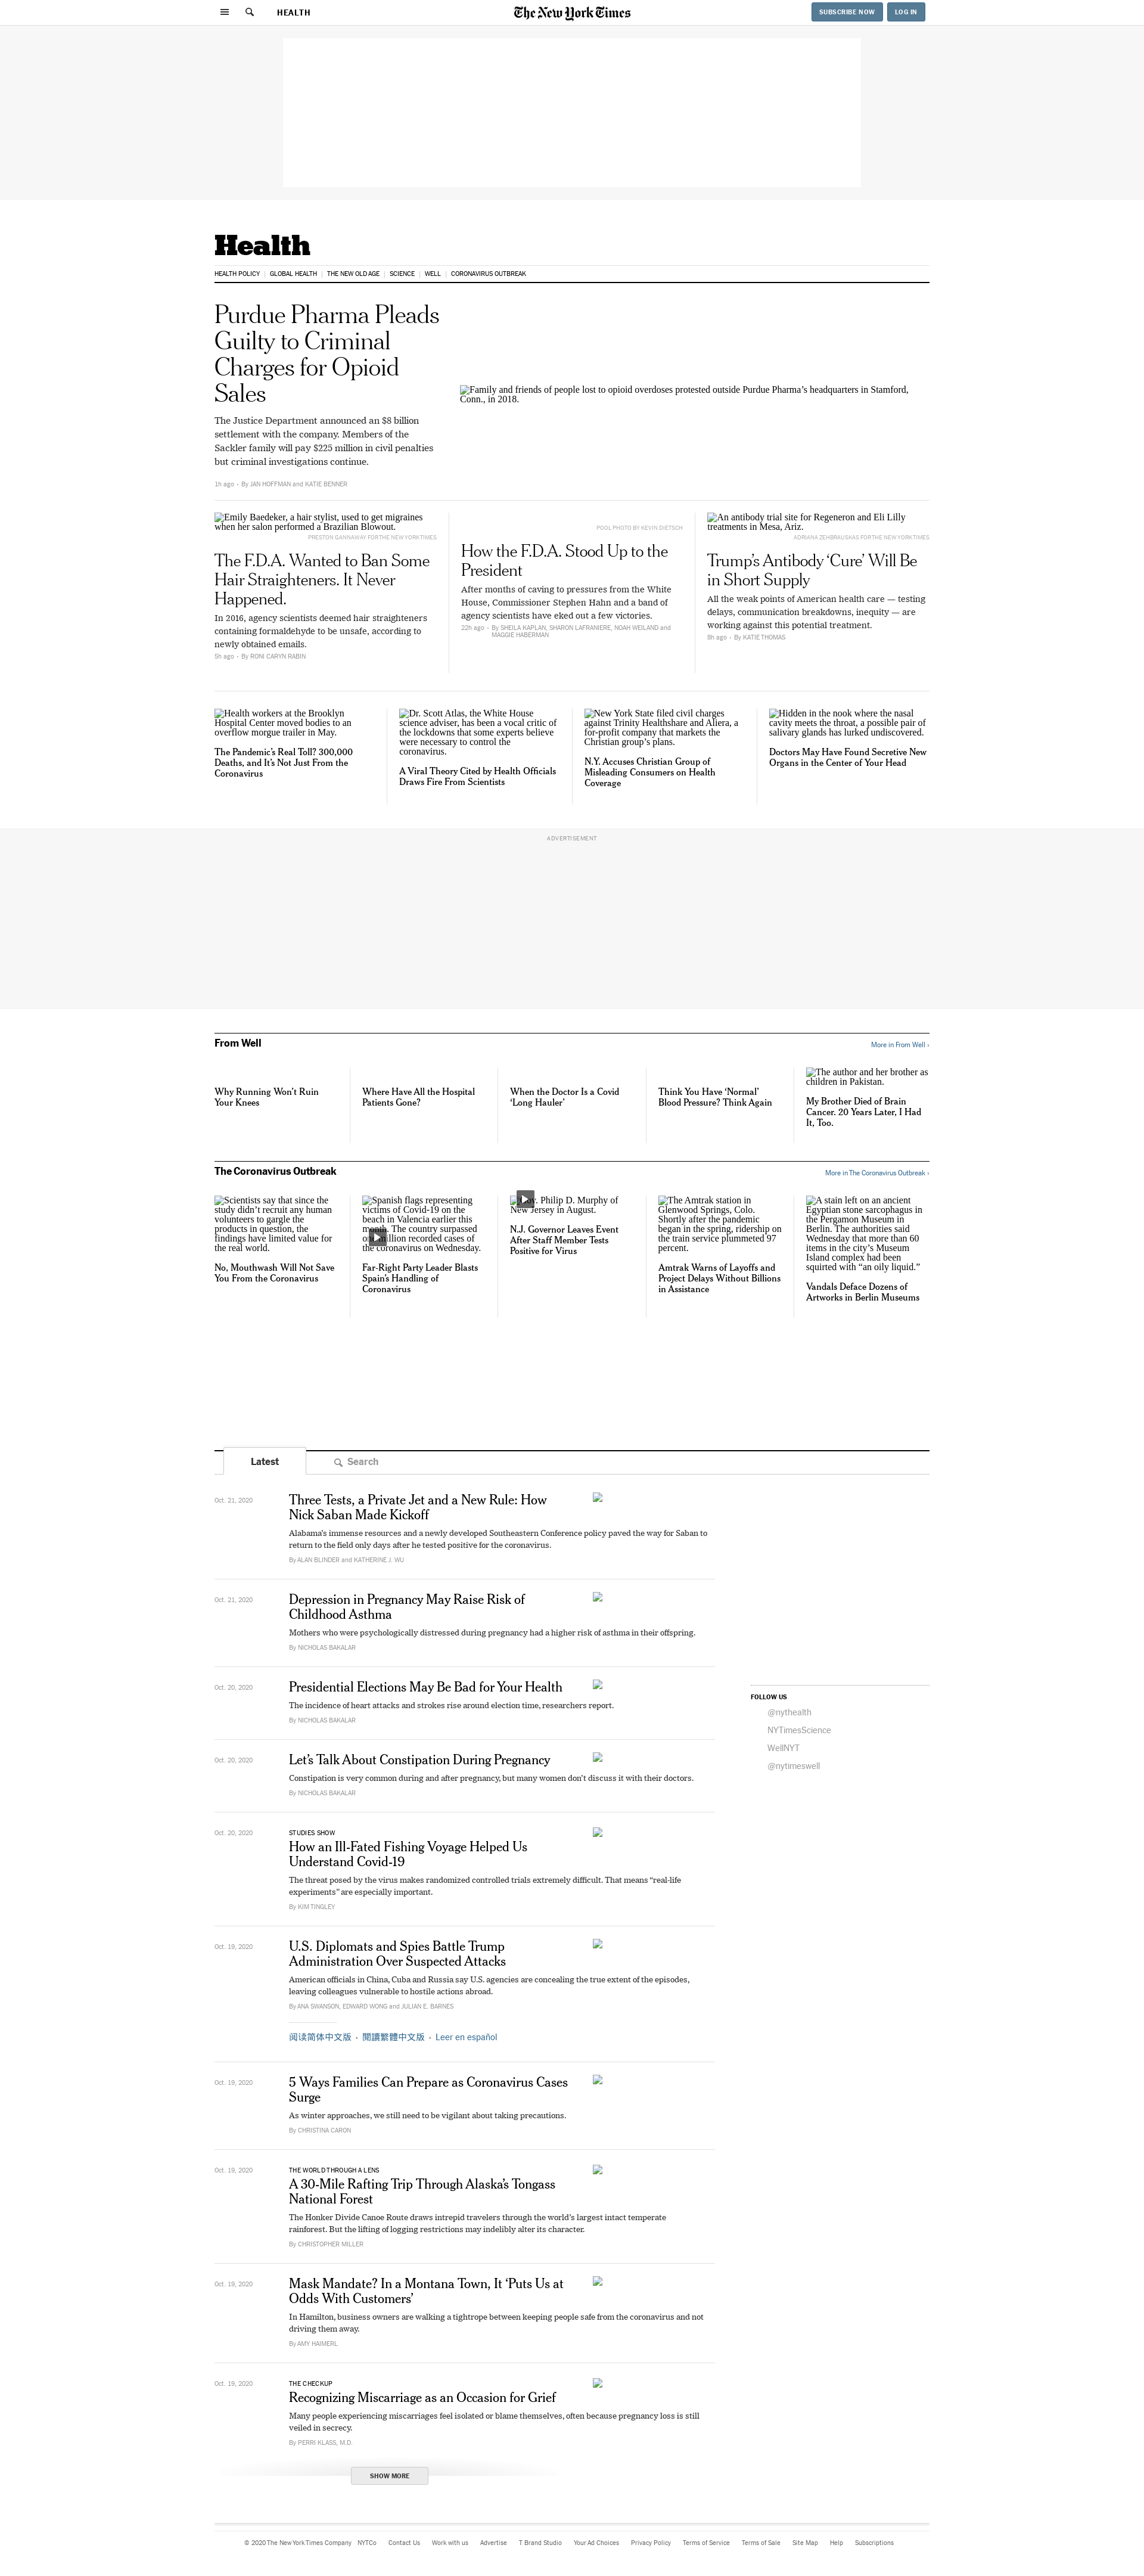 HEALTH
The New York Times
SUBSCRIBE NOW
LOG IN
Health
HEALTH POLICY | GLOBAL HEALTH | THE NEW OLD AGE | SCIENCE | WELL | CORONAVIRUS OUTBREAK
Purdue Pharma Pleads
Guilty to Criminal
Charges for Opioid
Sales
The Justice Department announced an $8 billion
settlement with the company. Members of the
Sackler family will pay $225 million in civil penalties
but criminal investigations continue.
1h ago • By JAN HOFFMAN and KATIE BENNER
Family and friends of people lost to opioid overdoses protested outside Purdue Pharma’s headquarters in Stamford,
Conn., in 2018.
Emily Baedeker, a hair stylist, used to get migraines
when her salon performed a Brazilian Blowout.
PRESTON GANNAWAY FOR THE NEW YORK TIMES
The F.D.A. Wanted to Ban Some
Hair Straighteners. It Never
Happened.
In 2016, agency scientists deemed hair straighteners
containing formaldehyde to be unsafe, according to
newly obtained emails.
5h ago • By RONI CARYN RABIN
POOL PHOTO BY KEVIN DIETSCH
How the F.D.A. Stood Up to the
President
After months of caving to pressures from the White
House, Commissioner Stephen Hahn and a band of
agency scientists have eked out a few victories.
22h ago • By SHEILA KAPLAN, SHARON LAFRANIERE, NOAH WEILAND and
MAGGIE HABERMAN
An antibody trial site for Regeneron and Eli Lilly
treatments in Mesa, Ariz.
ADRIANA ZEHBRAUSKAS FOR THE NEW YORK TIMES
Trump’s Antibody ‘Cure’ Will Be
in Short Supply
All the weak points of American health care — testing
delays, communication breakdowns, inequity — are
working against this potential treatment.
8h ago • By KATIE THOMAS
Health workers at the Brooklyn
Hospital Center moved bodies to an
overflow morgue trailer in May.
The Pandemic’s Real Toll? 300,000
Deaths, and It’s Not Just From the
Coronavirus
Dr. Scott Atlas, the White House
science adviser, has been a vocal critic of
the lockdowns that some experts believe
were necessary to control the
coronavirus.
A Viral Theory Cited by Health Officials
Draws Fire From Scientists
New York State filed civil charges
against Trinity Healthshare and Aliera, a
for-profit company that markets the
Christian group’s plans.
N.Y. Accuses Christian Group of
Misleading Consumers on Health
Coverage
Hidden in the nook where the nasal
cavity meets the throat, a possible pair of
salivary glands has lurked undiscovered.
Doctors May Have Found Secretive New
Organs in the Center of Your Head
ADVERTISEMENT
From Well
More in From Well ›
Why Running Won’t Ruin
Your Knees
Where Have All the Hospital
Patients Gone?
When the Doctor Is a Covid
‘Long Hauler’
Think You Have ‘Normal’
Blood Pressure? Think Again
The author and her brother as
children in Pakistan.
My Brother Died of Brain
Cancer. 20 Years Later, I Had
It, Too.
The Coronavirus Outbreak
More in The Coronavirus Outbreak ›
Scientists say that since the
study didn’t recruit any human
volunteers to gargle the
products in question, the
findings have limited value for
the real world.
No, Mouthwash Will Not Save
You From the Coronavirus
Spanish flags representing
victims of Covid-19 on the
beach in Valencia earlier this
The country surpassed
recorded cases of
the coronavirus on Wednesday.
Far-Right Party Leader Blasts
Spain’s Handling of
Coronavirus
Philip D. Murphy of
New Jersey in August.
N.J. Governor Leaves Event
After Staff Member Tests
Positive for Virus
The Amtrak station in
Glenwood Springs, Colo.
Shortly after the pandemic
began in the spring, ridership on
the train service plummeted 97
percent.
Amtrak Warns of Layoffs and
Project Delays Without Billions
in Assistance
A stain left on an ancient
Egyptian stone sarcophagus in
the Pergamon Museum in
Berlin. The authorities said
Wednesday that more than 60
items in the city’s Museum
Island complex had been
squirted with “an oily liquid.”
Vandals Deface Dozens of
Artworks in Berlin Museums
Latest
Search
Oct. 21, 2020
Three Tests, a Private Jet and a New Rule: How
Nick Saban Made Kickoff
Alabama’s immense resources and a newly developed Southeastern Conference policy paved the way for Saban to
return to the field only days after he tested positive for the coronavirus.
By ALAN BLINDER and KATHERINE J. WU
Oct. 21, 2020
Depression in Pregnancy May Raise Risk of
Childhood Asthma
Mothers who were psychologically distressed during pregnancy had a higher risk of asthma in their offspring.
By NICHOLAS BAKALAR
Oct. 20, 2020
Presidential Elections May Be Bad for Your Health
The incidence of heart attacks and strokes rise around election time, researchers report.
By NICHOLAS BAKALAR
Oct. 20, 2020
Let’s Talk About Constipation During Pregnancy
Constipation is very common during and after pregnancy, but many women don’t discuss it with their doctors.
By NICHOLAS BAKALAR
Oct. 20, 2020
STUDIES SHOW
How an Ill-Fated Fishing Voyage Helped Us
Understand Covid-19
The threat posed by the virus makes randomized controlled trials extremely difficult. That means “real-life
experiments” are especially important.
By KIM TINGLEY
Oct. 19, 2020
U.S. Diplomats and Spies Battle Trump
Administration Over Suspected Attacks
American officials in China, Cuba and Russia say U.S. agencies are concealing the true extent of the episodes,
leaving colleagues vulnerable to hostile actions abroad.
By ANA SWANSON, EDWARD WONG and JULIAN E. BARNES
阅读简体中文版 • 閱讀繁體中文版 • Leer en español
Oct. 19, 2020
5 Ways Families Can Prepare as Coronavirus Cases
Surge
As winter approaches, we still need to be vigilant about taking precautions.
By CHRISTINA CARON
Oct. 19, 2020
THE WORLD THROUGH A LENS
A 30-Mile Rafting Trip Through Alaska’s Tongass
National Forest
The Honker Divide Canoe Route draws intrepid travelers through the world’s largest intact temperate
rainforest. But the lifting of logging restrictions may indelibly alter its character.
By CHRISTOPHER MILLER
Oct. 19, 2020
Mask Mandate? In a Montana Town, It ‘Puts Us at
Odds With Customers’
In Hamilton, business owners are walking a tightrope between keeping people safe from the coronavirus and not
driving them away.
By AMY HAIMERL
Oct. 19, 2020
THE CHECKUP
Recognizing Miscarriage as an Occasion for Grief
Many people experiencing miscarriages feel isolated or blame themselves, often because pregnancy loss is still
veiled in secrecy.
By PERRI KLASS, M.D.
SHOW MORE
FOLLOW US
@nythealth
NYTimesScience
WellNYT
@nytimeswell
© 2020 The New York Times Company NYTCo Contact Us Work with us Advertise T Brand Studio Your Ad Choices Privacy Policy Terms of Service Terms of Sale Site Map Help Subscriptions